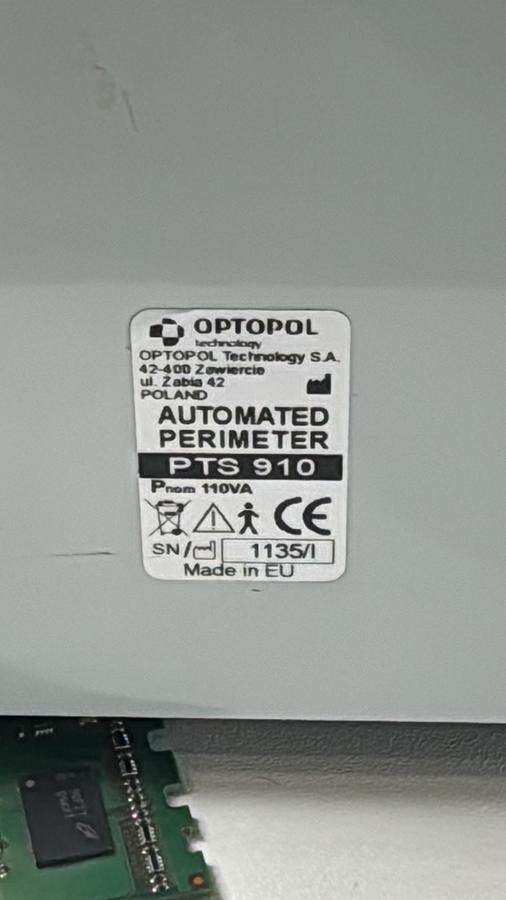 OPTOPOL
technology
OPTOPOL Technology S.A.
42-400 Zawiercie
ul. Żabia 42
POLAND
AUTOMATED
PERIMETER
PTS 910
Pnom 110VA
CE
SN/ 1135/I
Made in EU